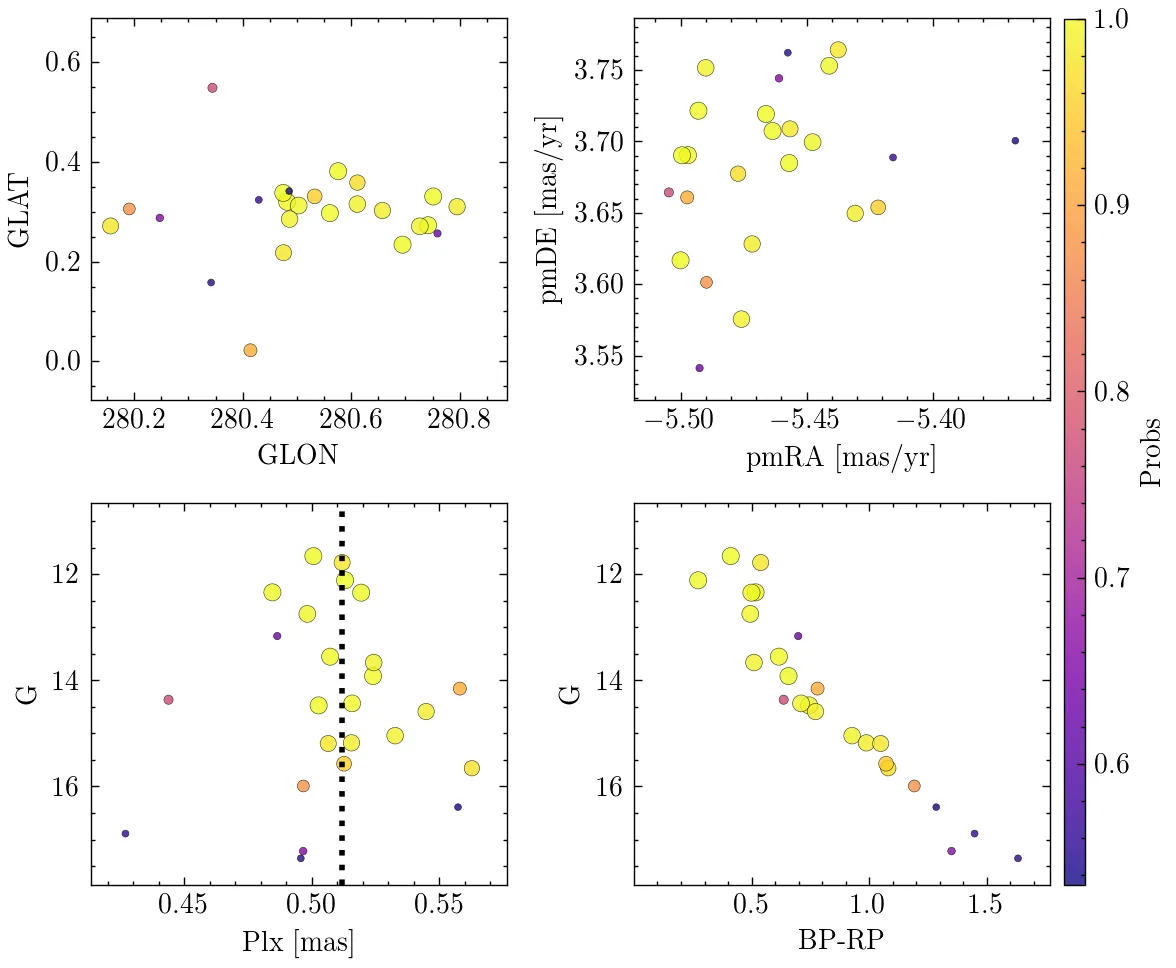 0.6
0.4
0.2
0.0
GLAT
280.2 280.4 280.6 280.8
GLON
3.75
3.70
3.65
3.60
3.55
pmDE [mas/yr]
−5.50 −5.45 −5.40
pmRA [mas/yr]
1.0
0.9
0.8
0.7
0.6
Probs
12
14
16
G
0.45 0.50 0.55
Plx [mas]
12
14
16
G
0.5 1.0 1.5
BP-RP